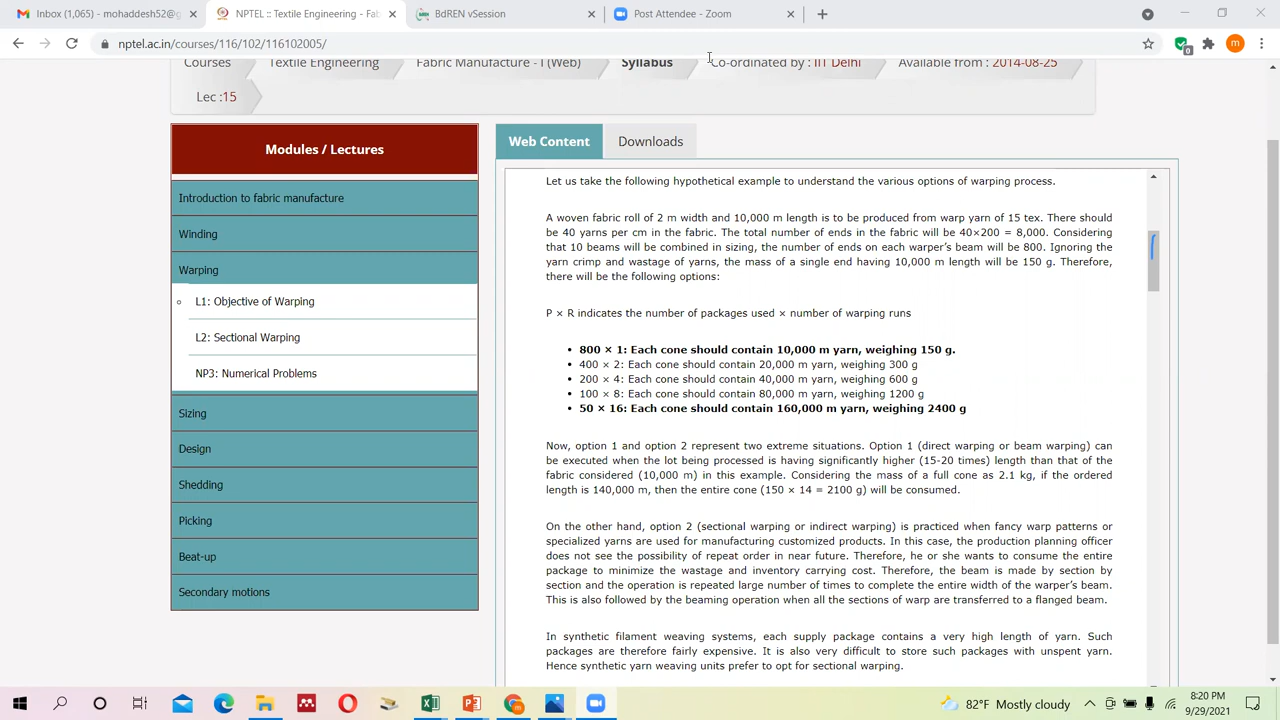 Inbox (1,065) - mohaddesh52@g
NPTEL :: Textile Engineering - Fa
BdREN vSession
Post Attendee - Zoom
nptel.ac.in/courses/116/102/116102005/
0
m
Courses
Textile Engineering
Fabric Manufacture - I (Web)
Syllabus
Co-ordinated by : IIT Delhi
Available from : 2014-08-25
Lec :15
Modules / Lectures
Introduction to fabric manufacture
Winding
Warping
L1: Objective of Warping
L2: Sectional Warping
NP3: Numerical Problems
Sizing
Design
Shedding
Picking
Beat-up
Secondary motions
Web Content
Downloads
Let us take the following hypothetical example to understand the various options of warping process.
A woven fabric roll of 2 m width and 10,000 m length is to be produced from warp yarn of 15 tex. There should
be 40 yarns per cm in the fabric. The total number of ends in the fabric will be 40×200 = 8,000. Considering
that 10 beams will be combined in sizing, the number of ends on each warper's beam will be 800. Ignoring the
yarn crimp and wastage of yarns, the mass of a single end having 10,000 m length will be 150 g. Therefore,
there will be the following options:
P × R indicates the number of packages used × number of warping runs
• 800 × 1: Each cone should contain 10,000 m yarn, weighing 150 g.
• 400 × 2: Each cone should contain 20,000 m yarn, weighing 300 g
• 200 × 4: Each cone should contain 40,000 m yarn, weighing 600 g
• 100 × 8: Each cone should contain 80,000 m yarn, weighing 1200 g
• 50 × 16: Each cone should contain 160,000 m yarn, weighing 2400 g
Now, option 1 and option 2 represent two extreme situations. Option 1 (direct warping or beam warping) can
be executed when the lot being processed is having significantly higher (15-20 times) length than that of the
fabric considered (10,000 m) in this example. Considering the mass of a full cone as 2.1 kg, if the ordered
length is 140,000 m, then the entire cone (150 × 14 = 2100 g) will be consumed.
On the other hand, option 2 (sectional warping or indirect warping) is practiced when fancy warp patterns or
specialized yarns are used for manufacturing customized products. In this case, the production planning officer
does not see the possibility of repeat order in near future. Therefore, he or she wants to consume the entire
package to minimize the wastage and inventory carrying cost. Therefore, the beam is made by section by
section and the operation is repeated large number of times to complete the entire width of the warper's beam.
This is also followed by the beaming operation when all the sections of warp are transferred to a flanged beam.
In synthetic filament weaving systems, each supply package contains a very high length of yarn. Such
packages are therefore fairly expensive. It is also very difficult to store such packages with unspent yarn.
Hence synthetic yarn weaving units prefer to opt for sectional warping.
82°F Mostly cloudy
8:20 PM
9/29/2021